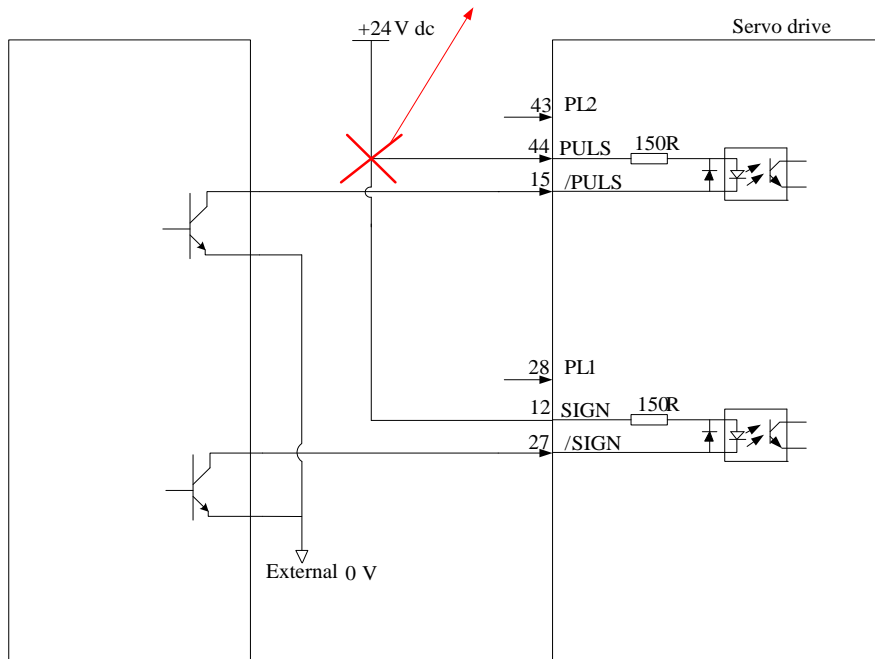 +24V dc
Servo drive
43 PL2
44 PULS 150R
15 /PULS
28 PL1
12 SIGN 150R
27 /SIGN
External 0 V